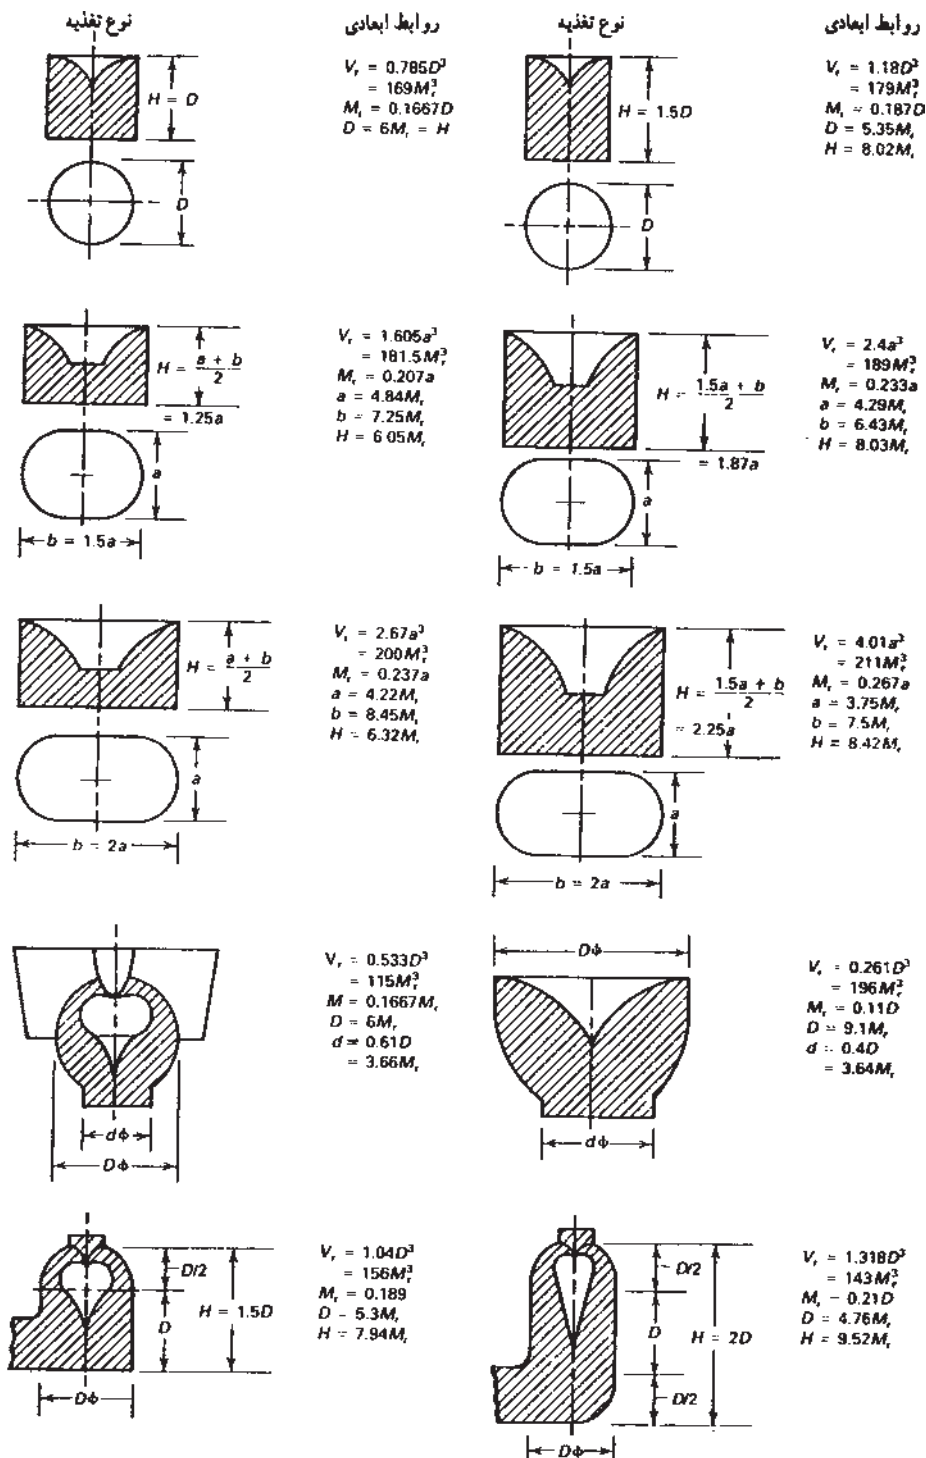 نوع تغذیه
روابط ابعادی
نوع تغذیه
روابط ابعادی
H = D
D
V_r = 0.785D³
= 169M_r³
M_r = 0.1667D
D = 6M_r = H
H = 1.5D
D
V_r = 1.18D³
= 179M_r³
M_r = 0.187D
D = 5.35M_r
H = 8.02M_r
H = a + b / 2
= 1.25a
a
b = 1.5a
V_r = 1.605a³
= 181.5M_r³
M_r = 0.207a
a = 4.84M_r
b = 7.25M_r
H = 6.05M_r
H = 1.5a + b / 2
= 1.87a
a
b = 1.5a
V_r = 2.4a³
= 189M_r³
M_r = 0.233a
a = 4.29M_r
b = 6.43M_r
H = 8.03M_r
H = a + b / 2
a
b = 2a
V_r = 2.67a³
= 200M_r³
M_r = 0.237a
a = 4.22M_r
b = 8.45M_r
H = 6.32M_r
H = 1.5a + b / 2
= 2.25a
a
b = 2a
V_r = 4.01a³
= 211M_r³
M_r = 0.267a
a = 3.75M_r
b = 7.5M_r
H = 8.42M_r
dϕ
Dϕ
V_r = 0.533D³
= 115M_r³
M = 0.1667M_r
D = 6M_r
d = 0.61D
= 3.66M_r
Dϕ
dϕ
V_r = 0.261D³
= 196M_r³
M_r = 0.11D
D = 9.1M_r
d = 0.4D
= 3.64M_r
D/2
D
H = 1.5D
Dϕ
V_r = 1.04D³
= 156M_r³
M_r = 0.189
D = 5.3M_r
H = 7.94M_r
D/2
D
D/2
H = 2D
Dϕ
V_r = 1.318D³
= 143M_r³
M_r = 0.21D
D = 4.76M_r
H = 9.52M_r